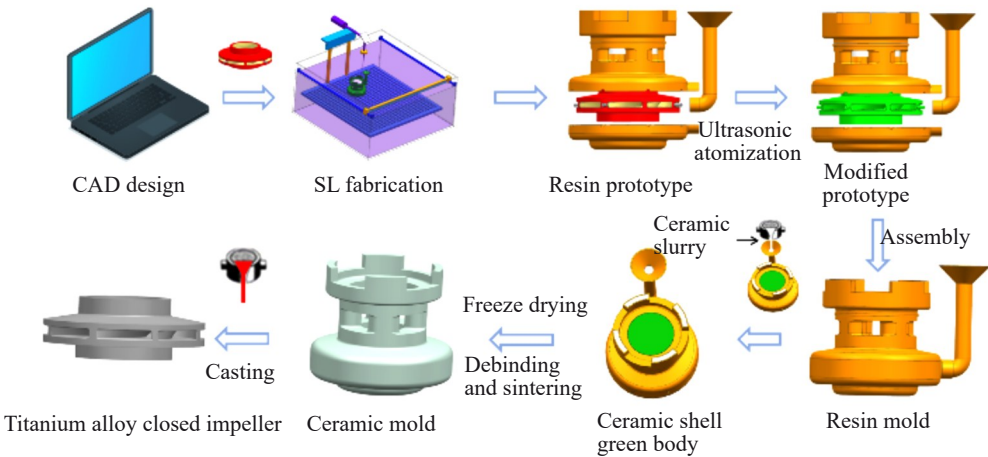 CAD design
SL fabrication
Resin prototype
Ultrasonic
atomization
Modified
prototype
Assembly
Resin mold
Ceramic
slurry
Ceramic shell
green body
Freeze drying
Debinding
and sintering
Ceramic mold
Casting
Titanium alloy closed impeller